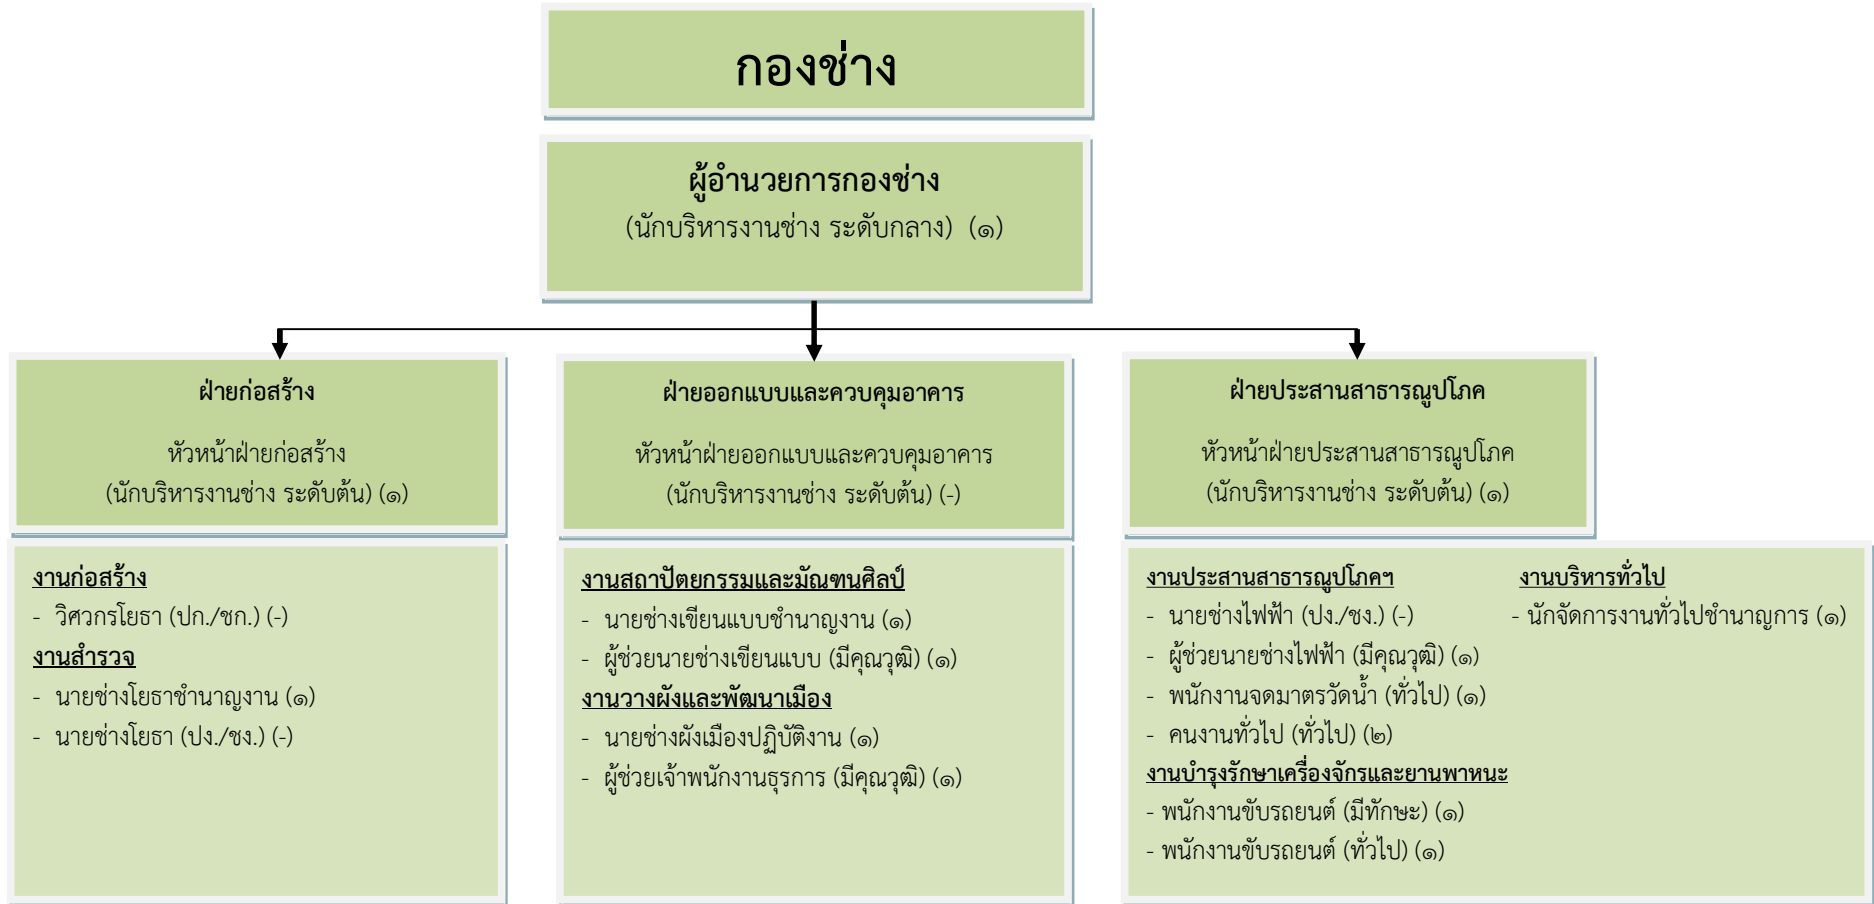 กองช่าง
ผู้อำนวยการกองช่าง
(นักบริหารงานช่าง ระดับกลาง) (๑)
ฝ่ายก่อสร้าง
หัวหน้าฝ่ายก่อสร้าง
(นักบริหารงานช่าง ระดับต้น) (๑)
งานก่อสร้าง
- วิศวกรโยธา (ปก./ชก.) (-)
งานสำรวจ
- นายช่างโยธาชำนาญงาน (๑)
- นายช่างโยธา (ปง./ชง.) (-)
ฝ่ายออกแบบและควบคุมอาคาร
หัวหน้าฝ่ายออกแบบและควบคุมอาคาร
(นักบริหารงานช่าง ระดับต้น) (-)
งานสถาปัตยกรรมและมัณฑนศิลป์
- นายช่างเขียนแบบชำนาญงาน (๑)
- ผู้ช่วยนายช่างเขียนแบบ (มีคุณวุฒิ) (๑)
งานวางผังและพัฒนาเมือง
- นายช่างผังเมืองปฏิบัติงาน (๑)
- ผู้ช่วยเจ้าพนักงานธุรการ (มีคุณวุฒิ) (๑)
ฝ่ายประสานสาธารณูปโภค
หัวหน้าฝ่ายประสานสาธารณูปโภค
(นักบริหารงานช่าง ระดับต้น) (๑)
งานประสานสาธารณูปโภคฯ
- นายช่างไฟฟ้า (ปง./ชง.) (-)
- ผู้ช่วยนายช่างไฟฟ้า (มีคุณวุฒิ) (๑)
- พนักงานจดมาตรวัดน้ำ (ทั่วไป) (๑)
- คนงานทั่วไป (ทั่วไป) (๒)
งานบำรุงรักษาเครื่องจักรและยานพาหนะ
- พนักงานขับรถยนต์ (มีทักษะ) (๑)
- พนักงานขับรถยนต์ (ทั่วไป) (๑)
งานบริหารทั่วไป
- นักจัดการงานทั่วไปชำนาญการ (๑)